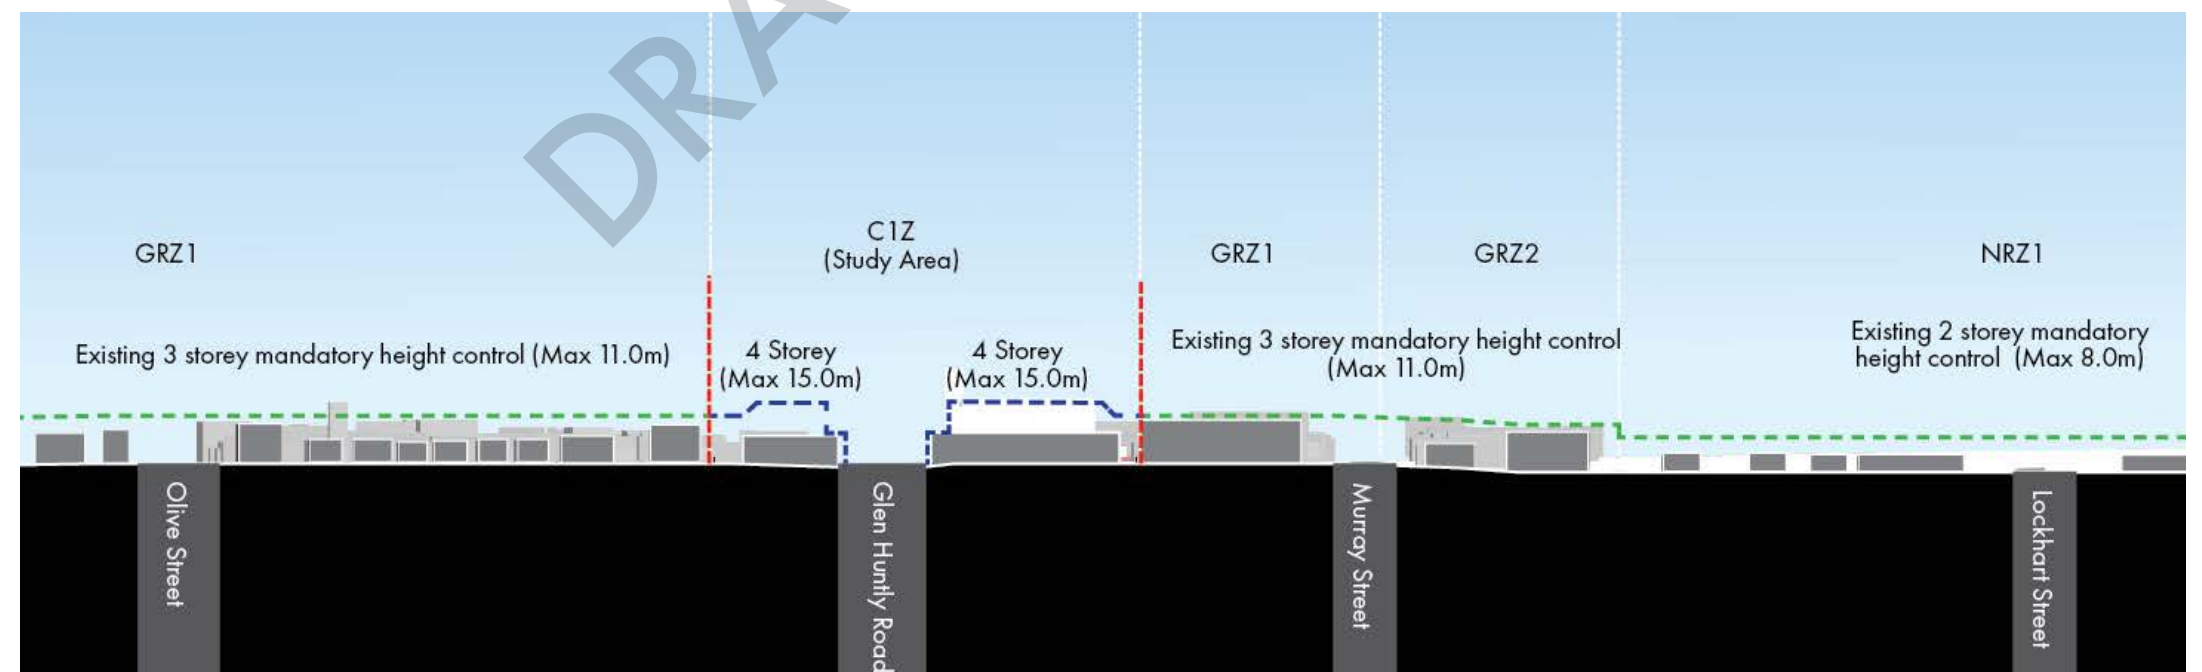 DRA
GRZ1
C1Z
(Study Area)
GRZ1
GRZ2
NRZ1
Existing 3 storey mandatory height control (Max 11.0m)
4 Storey
(Max 15.0m)
4 Storey
(Max 15.0m)
Existing 3 storey mandatory height control
(Max 11.0m)
Existing 2 storey mandatory
height control (Max 8.0m)
Olive Street
Glen Huntly Road
Murray Street
Lockhart Street